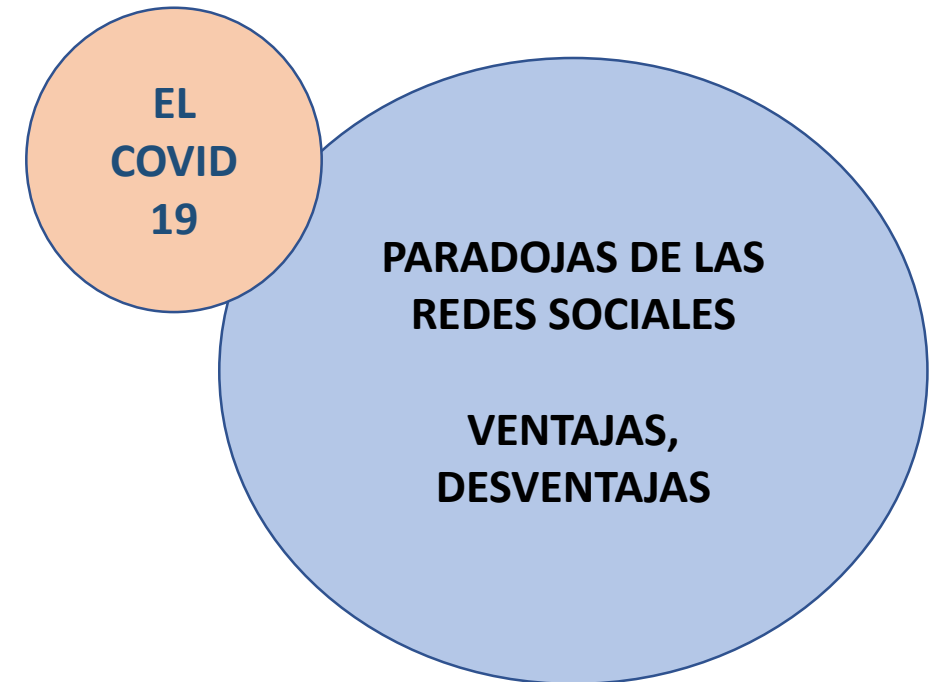 EL
COVID
19
PARADOJAS DE LAS
REDES SOCIALES
VENTAJAS,
DESVENTAJAS